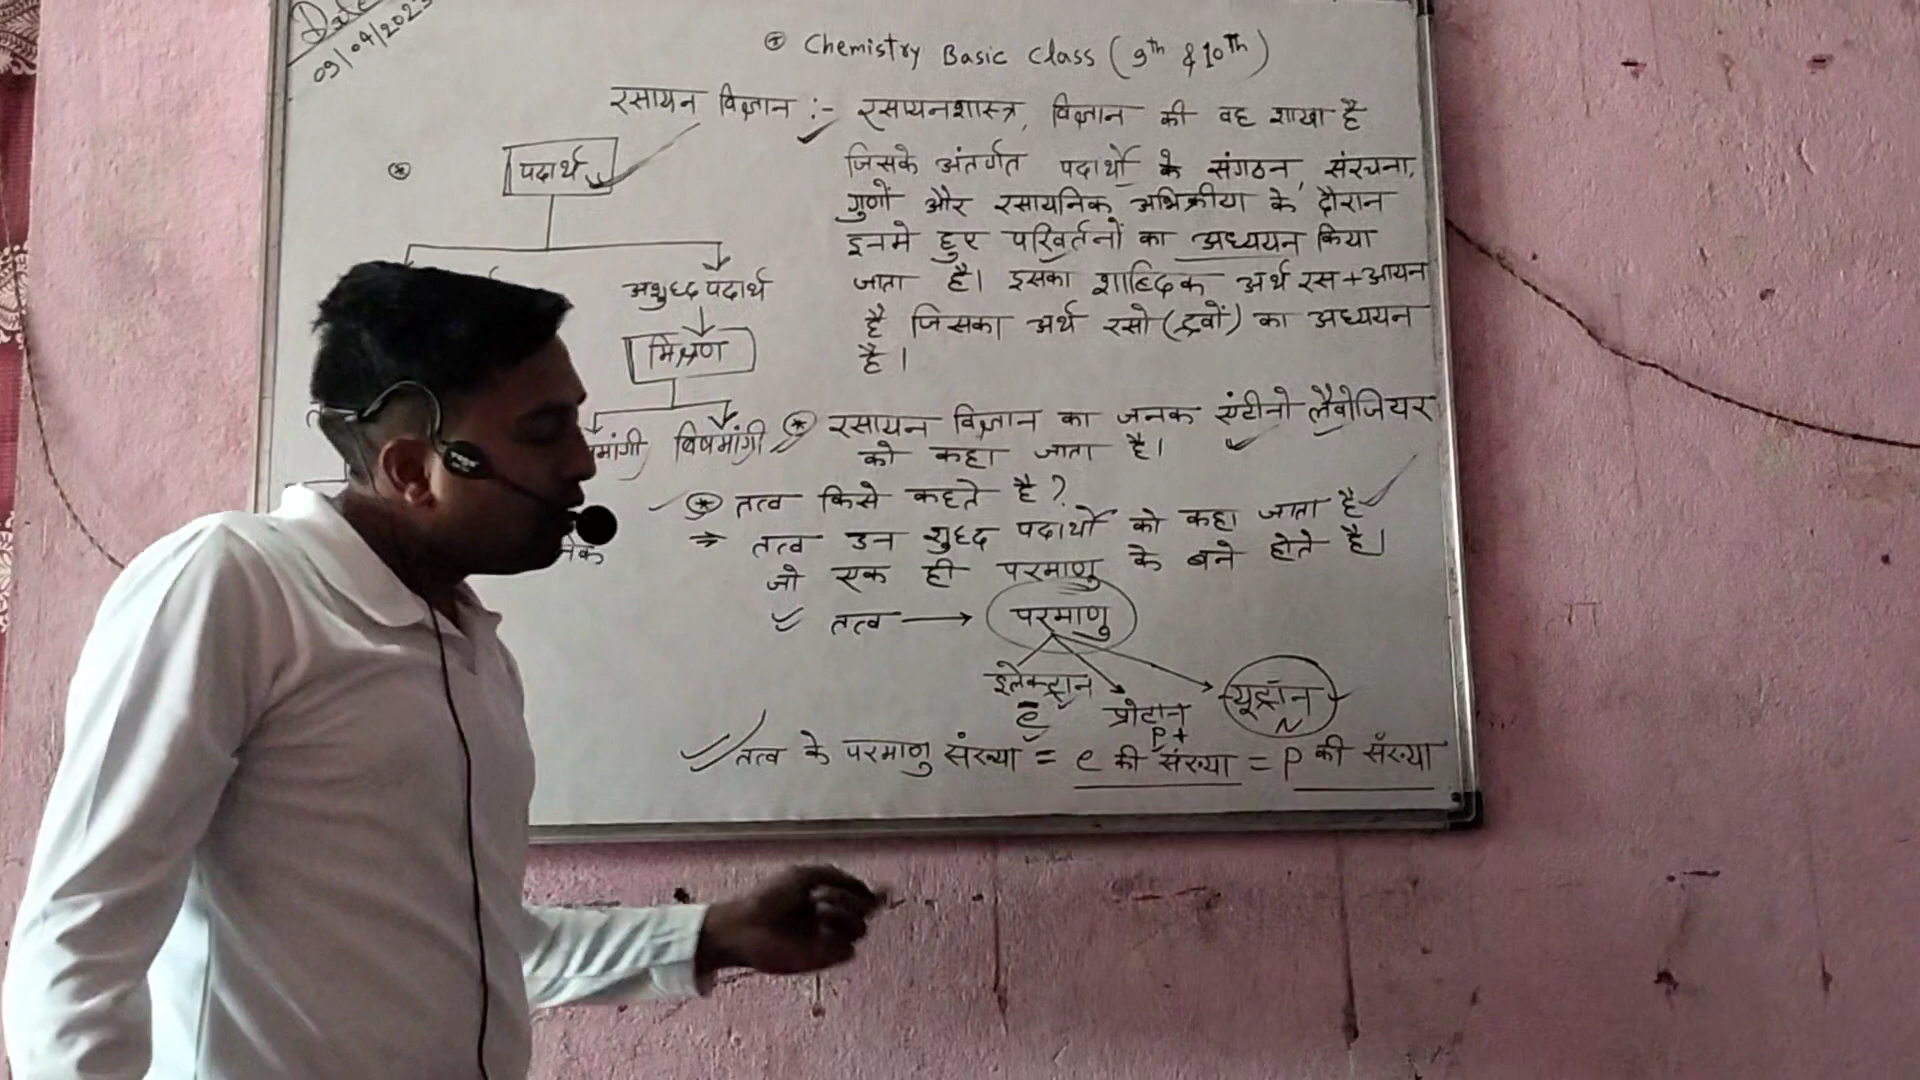 Date
09/04/2023
⊛ Chemistry Basic Class (9th & 10th)
रसायन विज्ञान :- रसायनशास्त्र, विज्ञान की वह शाखा है
जिसके अंतर्गत पदार्थो के संगठन, संरचना,
गुणों और रसायनिक अभिक्रीया के दौरान
इनमे हुए परिवर्तनों का अध्ययन किया
जाता है। इसका शाब्दिक अर्थ रस+आयन
है जिसका अर्थ रसो (द्रवों) का अध्ययन
है।
⊛ पदार्थ
अशुध्द पदार्थ
मिश्रण
मांगी विषमांगी
⊛ रसायन विज्ञान का जनक एंटीनो लैवोजियर
को कहा जाता है।
⊛ तत्व किसे कहते है?
⇒ तत्व उन शुध्द पदार्थो को कहा जाता है
जो एक ही परमाणु के बने होते है।
तत्व → परमाणु
इलेक्ट्रान प्रोटान न्यूट्रॉन
e̅ P+ N
तत्व के परमाणु संख्या = e की संख्या = P की संख्या